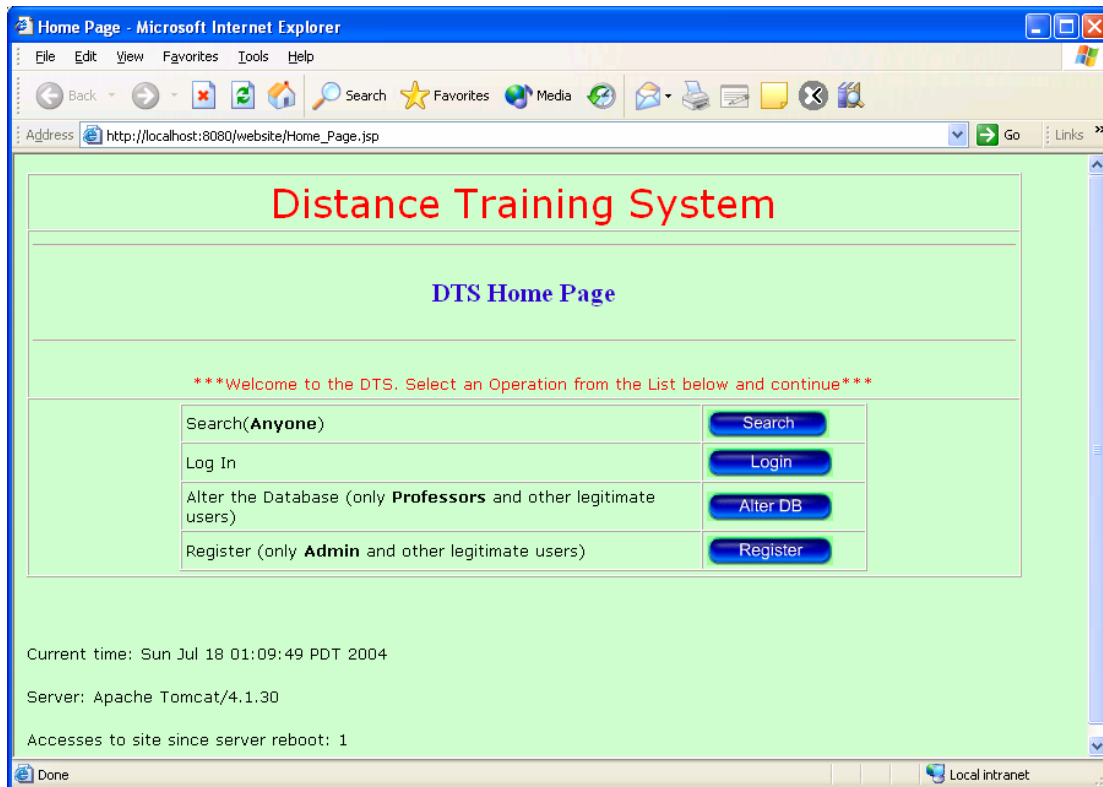 Home Page - Microsoft Internet Explorer
File Edit View Favorites Tools Help
Back Search Favorites Media
Address http://localhost:8080/website/Home_Page.jsp Go Links »
Distance Training System
DTS Home Page
***Welcome to the DTS. Select an Operation from the List below and continue***
Search(Anyone) Search
Log In Login
Alter the Database (only Professors and other legitimate
users) Alter DB
Register (only Admin and other legitimate users) Register
Current time: Sun Jul 18 01:09:49 PDT 2004
Server: Apache Tomcat/4.1.30
Accesses to site since server reboot: 1
Done Local intranet